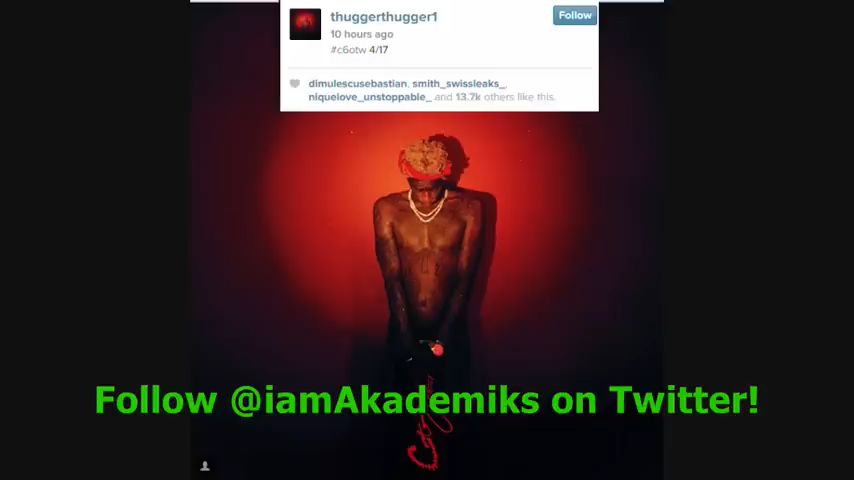 thuggerthugger1
Follow
10 hours ago
#c6otw 4/17
dimulescusebastian, smith_swissleaks_,
niquelove_unstoppable_ and 13.7k others like this.
Follow @iamAkademiks on Twitter!